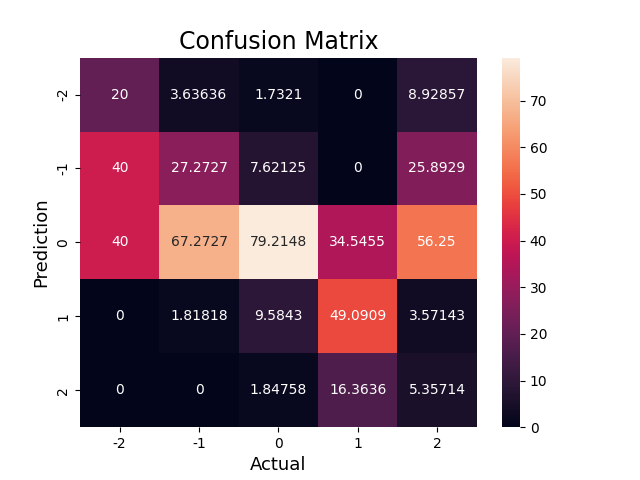 Confusion Matrix
-2 20 3.63636 1.7321 0 8.92857
-1 40 27.2727 7.62125 0 25.8929
0 40 67.2727 79.2148 34.5455 56.25
1 0 1.81818 9.5843 49.0909 3.57143
2 0 0 1.84758 16.3636 5.35714
-2 -1 0 1 2
Prediction
Actual
70
60
50
40
30
20
10
0